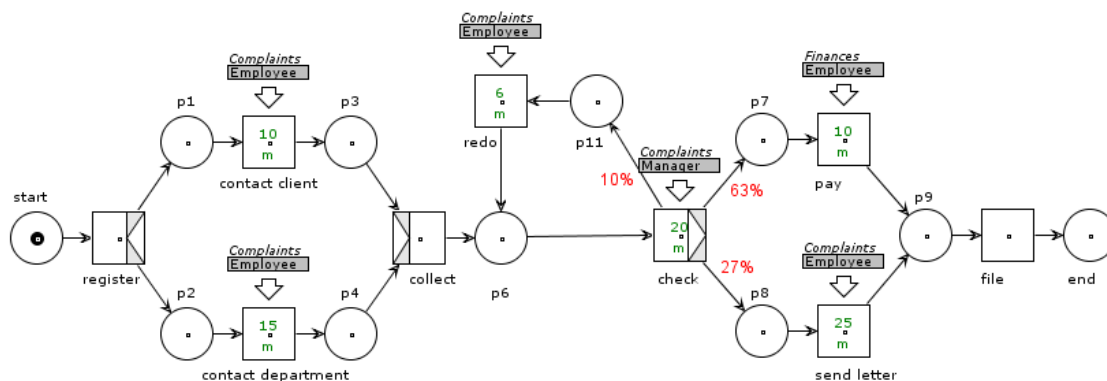 Complaints
Employee
Complaints
Employee
Finances
Employee
p1
p3
6
m
p7
10
m
redo
p11
Complaints
Manager
10
m
contact client
10%
63%
pay
start
p9
20
m
register
collect
check
file
end
Complaints
Employee
27%
Complaints
Employee
p2
p4
p6
p8
15
m
25
m
contact department
send letter